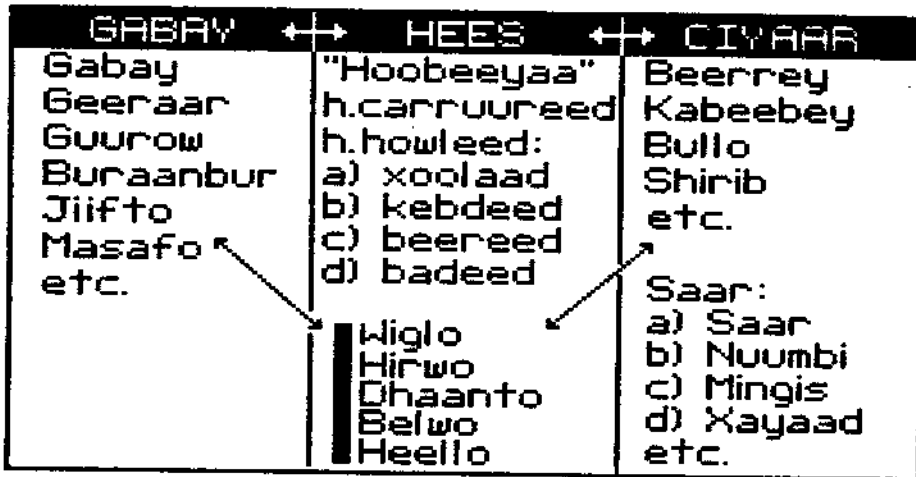 GABAY ↔ HEES ↔ CIYAAR
Gabay
Geeraar
Guurow
Buraanbur
Jiifto
Masafo
etc.
"Hoobeeyaa"
h.carruureed
h.howleed:
a) xoolaad
b) kebdeed
c) beereed
d) badeed
Wiglo
Hirwo
Dhaanto
Belwo
Heello
Beerrey
Kabeebey
Bullo
Shirib
etc.
Saar:
a) Saar
b) Nuumbi
c) Mingis
d) Xayaad
etc.